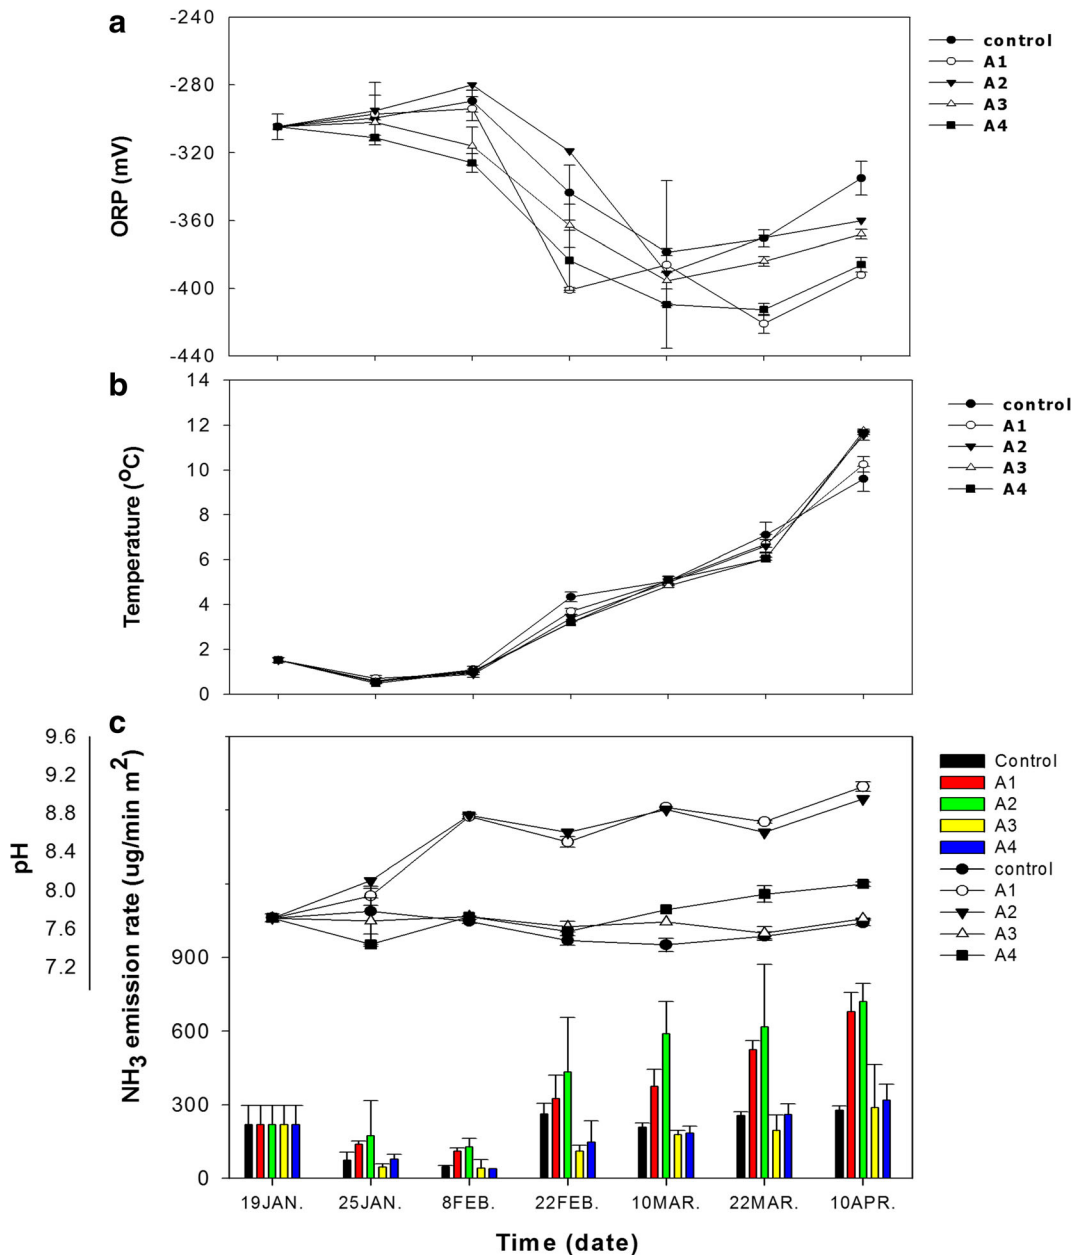 a
-240
-280
-320
-360
-400
-440
ORP (mV)
control
A1
A2
A3
A4
b
14
12
10
8
6
4
2
0
Temperature (°C)
control
A1
A2
A3
A4
c
9.6
9.2
8.8
8.4
8.0
7.6
7.2
pH
NH3 emission rate (ug/min m2)
900
600
300
0
Control
A1
A2
A3
A4
control
A1
A2
A3
A4
19JAN. 25JAN. 8FEB. 22FEB. 10MAR. 22MAR. 10APR.
Time (date)